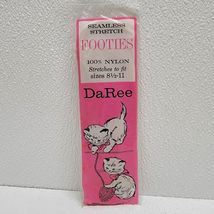 SEAMLESS
STRETCH
FOOTIES
100% NYLON
Stretches to fit
sizes 8½-11
DaRee